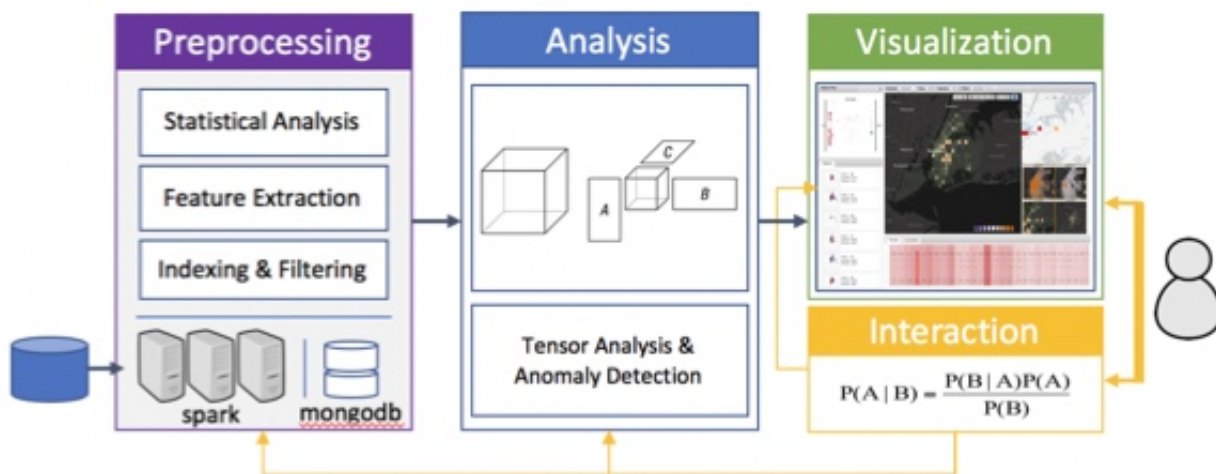 Preprocessing
Statistical Analysis
Feature Extraction
Indexing & Filtering
spark
mongodb
Analysis
A
C
B
Tensor Analysis &
Anomaly Detection
Visualization
Interaction
P(A | B) = P(B | A)P(A)
P(B)